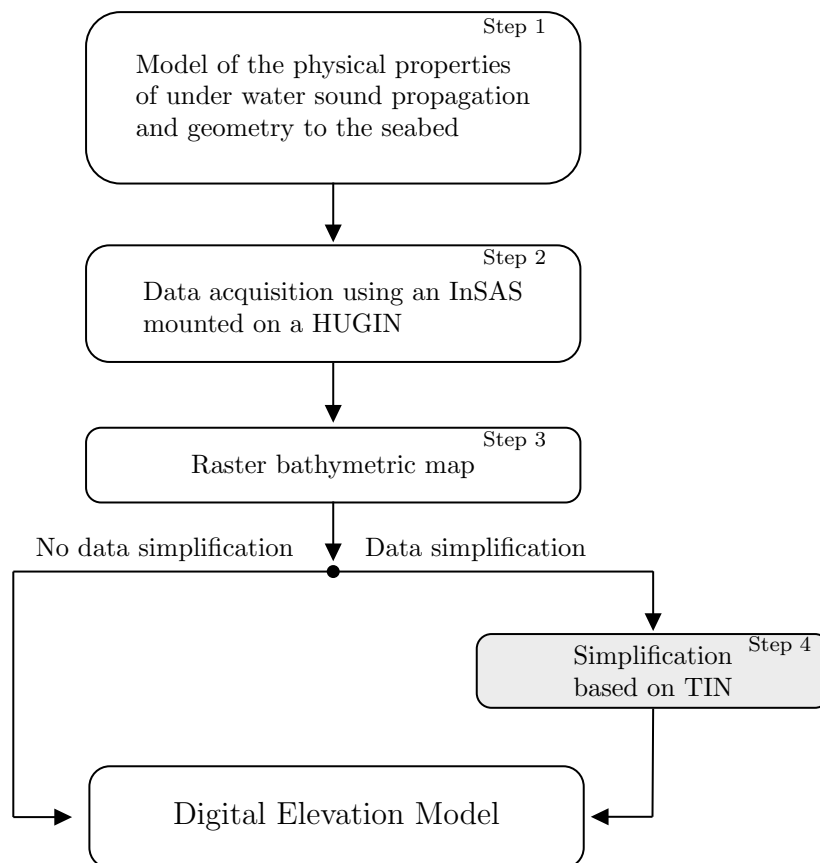 Step 1
Model of the physical properties
of under water sound propagation
and geometry to the seabed
Step 2
Data acquisition using an InSAS
mounted on a HUGIN
Step 3
Raster bathymetric map
No data simplification
Data simplification
Step 4
Simplification
based on TIN
Digital Elevation Model